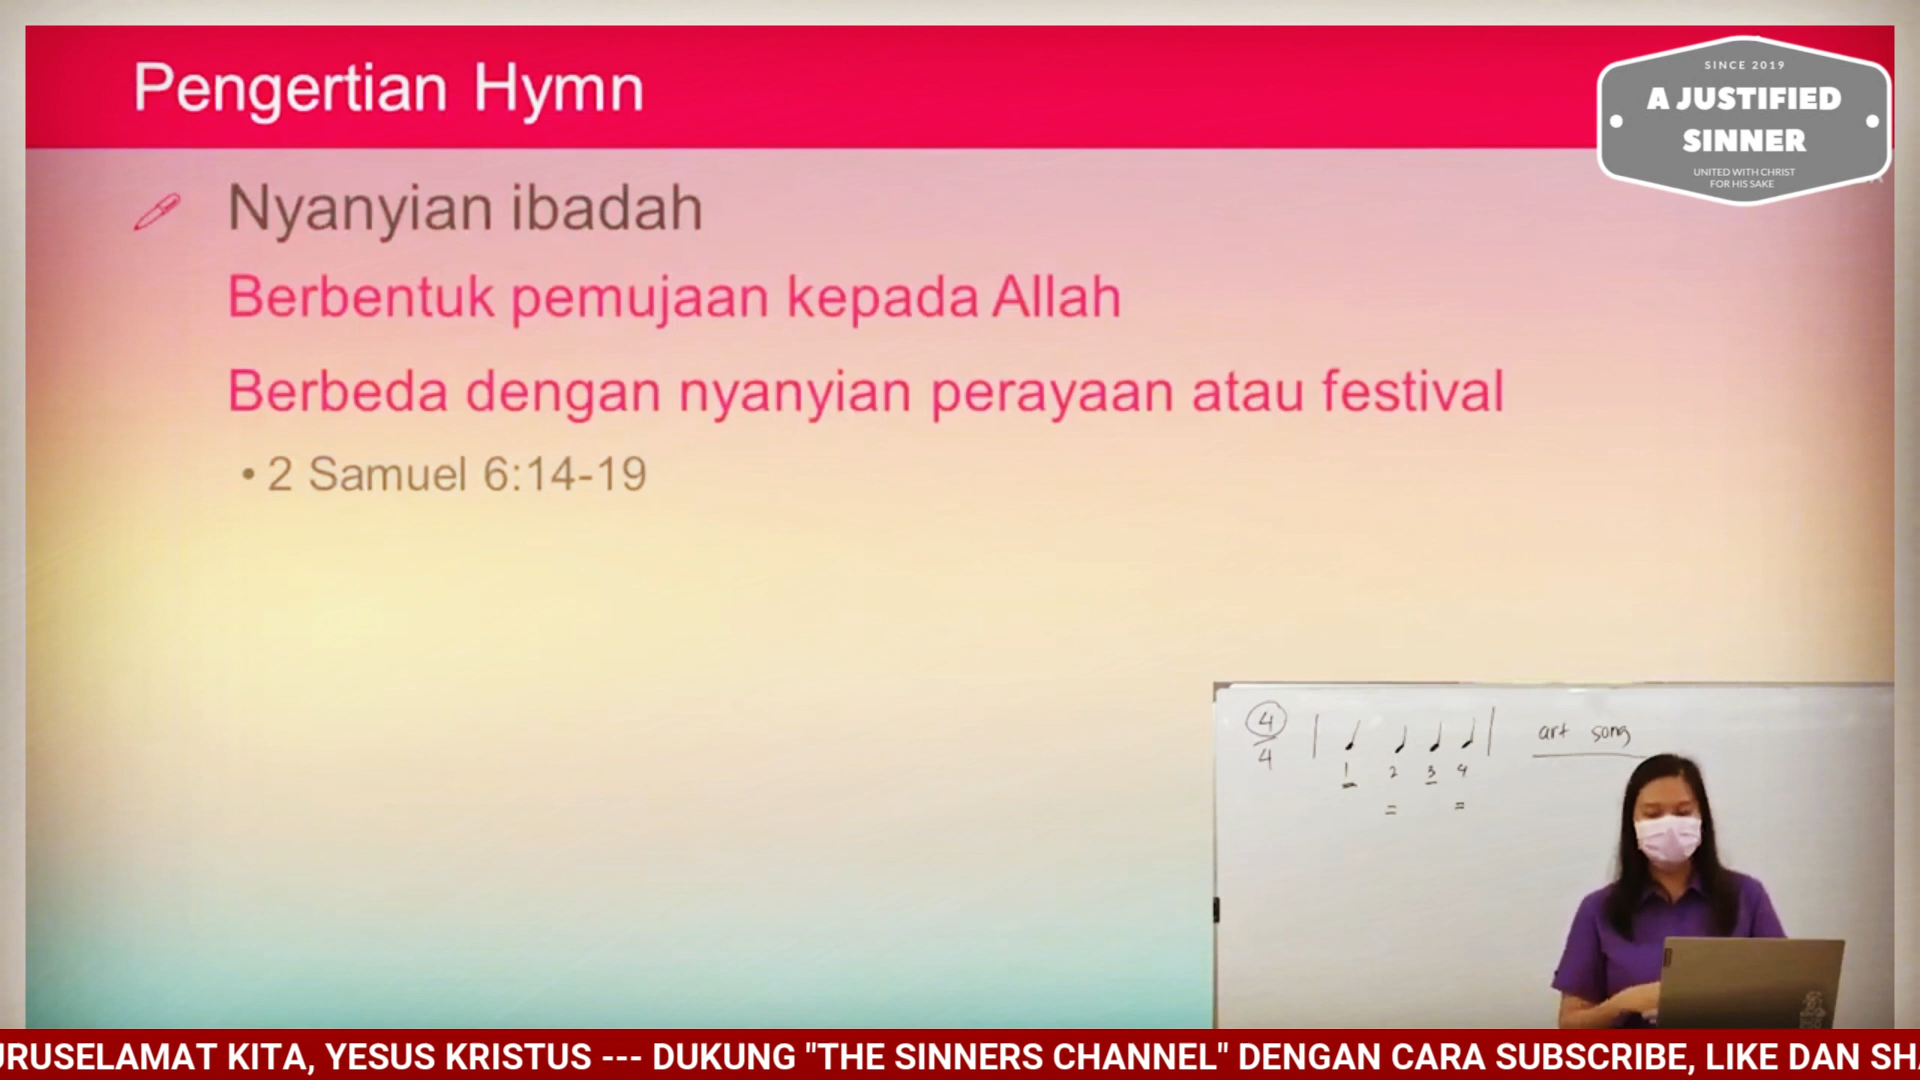 Pengertian Hymn
SINCE 2019
A JUSTIFIED
SINNER
UNITED WITH CHRIST
FOR HIS SAKE
Nyanyian ibadah
Berbentuk pemujaan kepada Allah
Berbeda dengan nyanyian perayaan atau festival
• 2 Samuel 6:14-19
4
4
art song
1 2 3 4
= =
URUSELAMAT KITA, YESUS KRISTUS --- DUKUNG "THE SINNERS CHANNEL" DENGAN CARA SUBSCRIBE, LIKE DAN SH